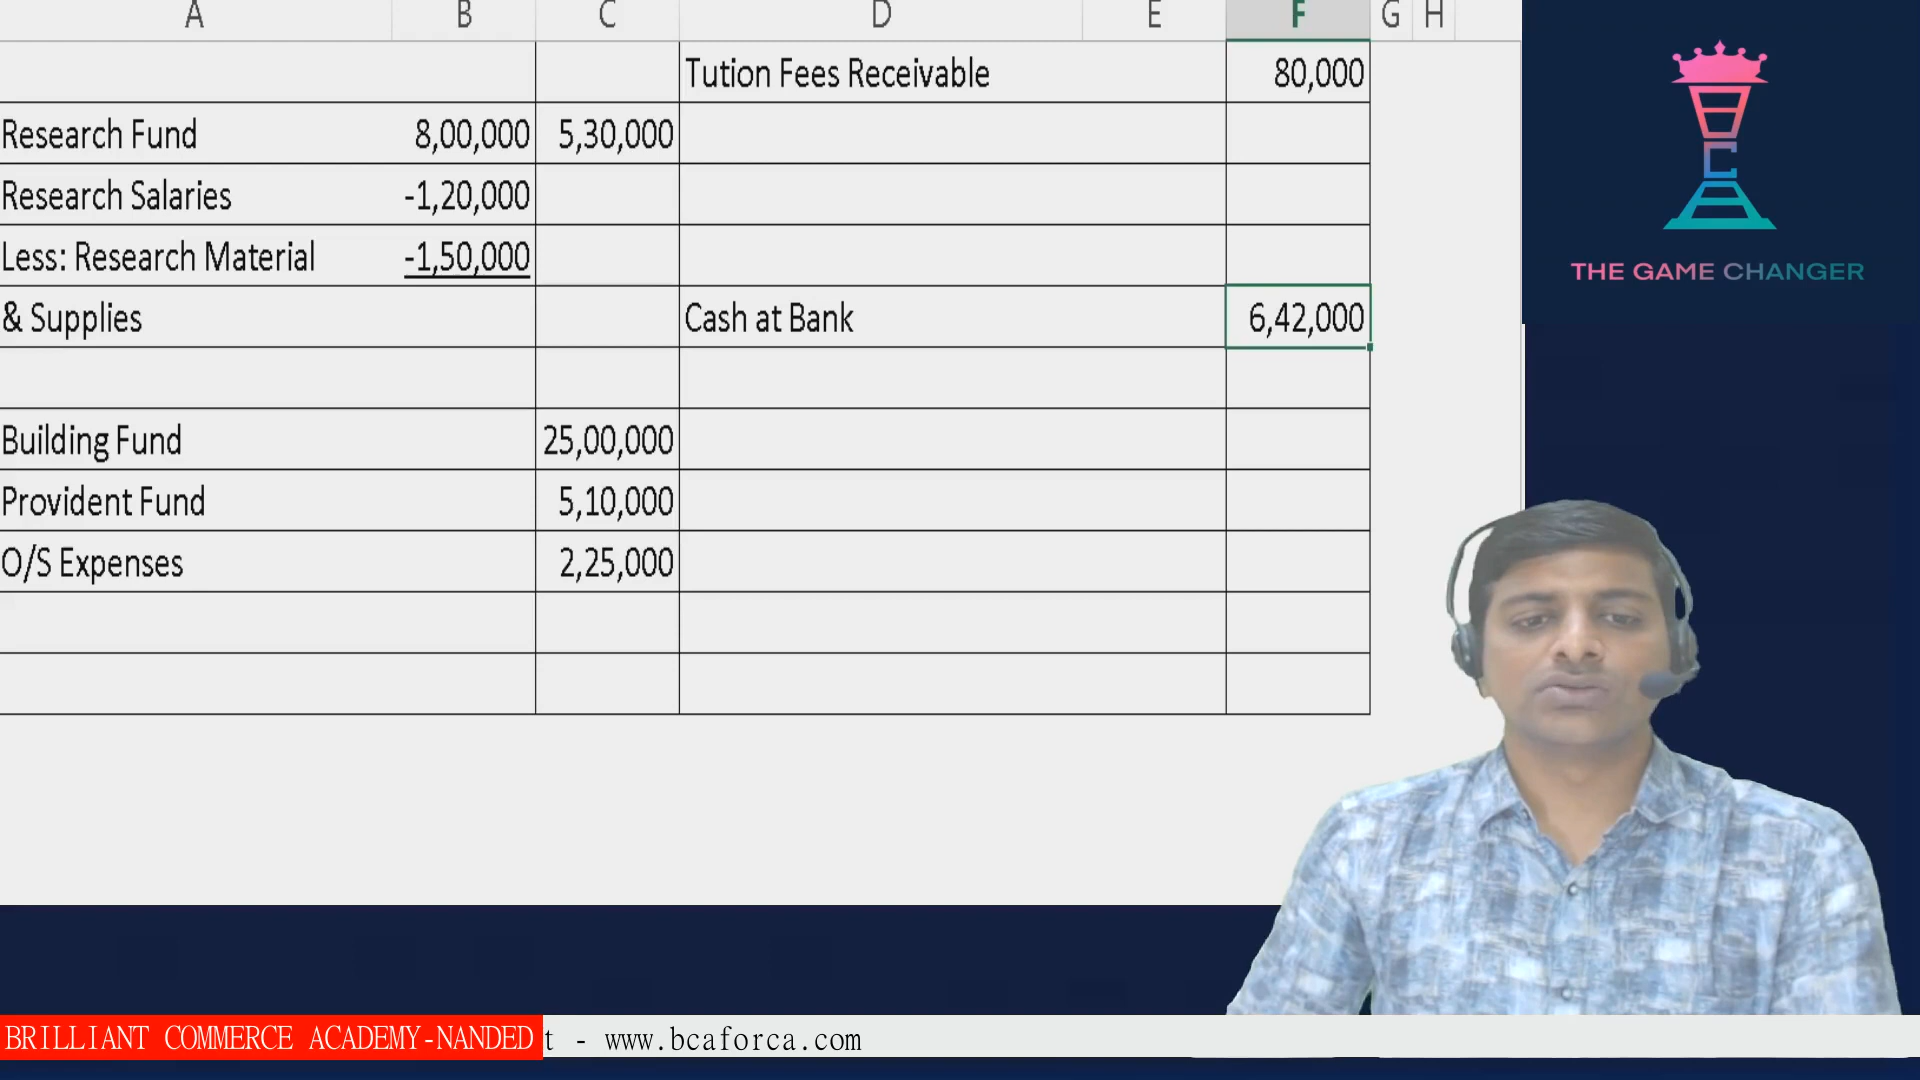 A B C D E F G H
Tution Fees Receivable 80,000
Research Fund 8,00,000 5,30,000
Research Salaries -1,20,000
Less: Research Material -1,50,000
& Supplies Cash at Bank 6,42,000
Building Fund 25,00,000
Provident Fund 5,10,000
O/S Expenses 2,25,000
THE GAME CHANGER
BRILLIANT COMMERCE ACADEMY-NANDED t - www.bcaforca.com